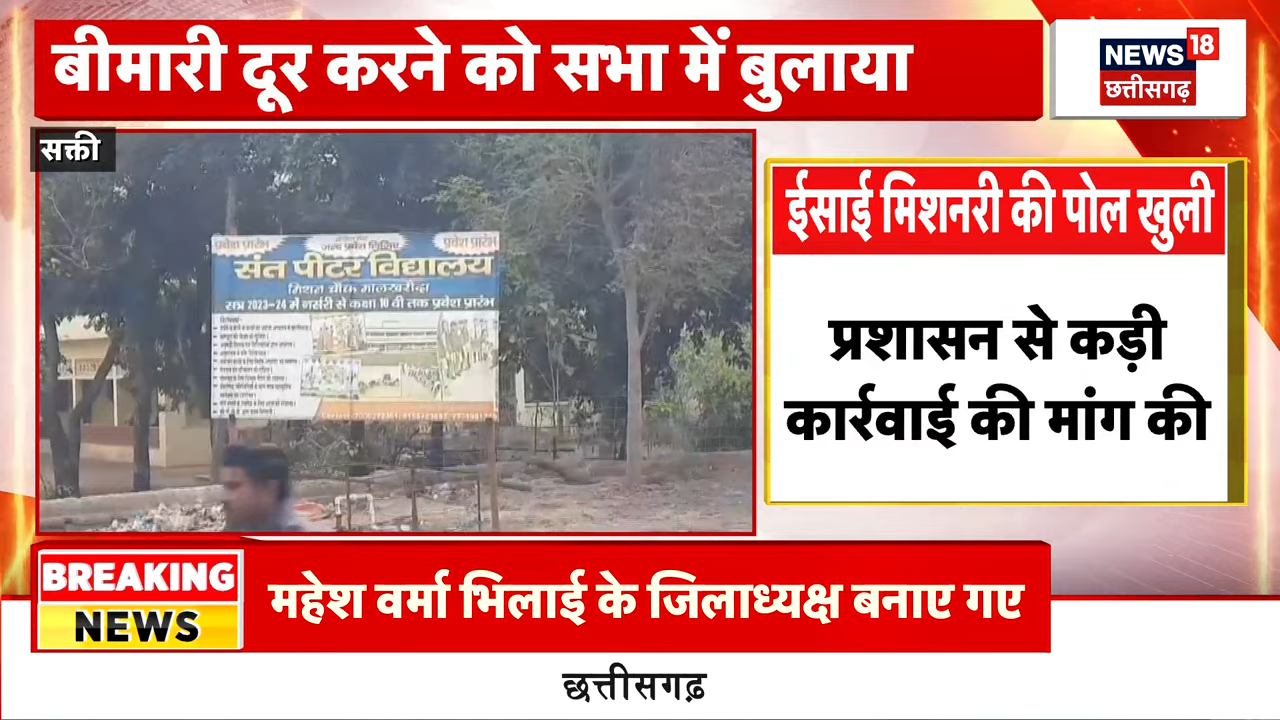 बीमारी दूर करने को सभा में बुलाया
NEWS 18
छत्तीसगढ़
सक्ती
ईसाई मिशनरी की पोल खुली
प्रशासन से कड़ी
कार्रवाई की मांग की
प्रवेश प्रारंभ
प्रवेश प्रारंभ
संत पीटर विद्यालय
मिशन चौक मालखरौदा
सत्र 2023-24 में नर्सरी से कक्षा 10 वी तक प्रवेश प्रारंभ
BREAKING
NEWS
महेश वर्मा भिलाई के जिलाध्यक्ष बनाए गए
छत्तीसगढ़